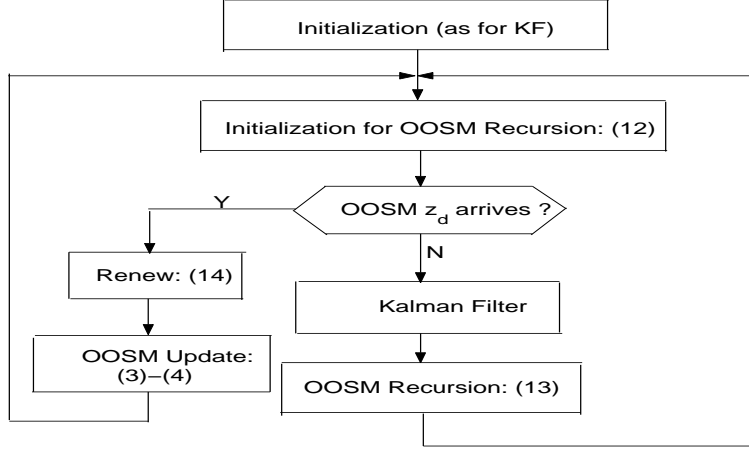 Initialization (as for KF)
Initialization for OOSM Recursion: (12)
OOSM z_d arrives ?
Y
N
Renew: (14)
Kalman Filter
OOSM Update:
(3)−(4)
OOSM Recursion: (13)